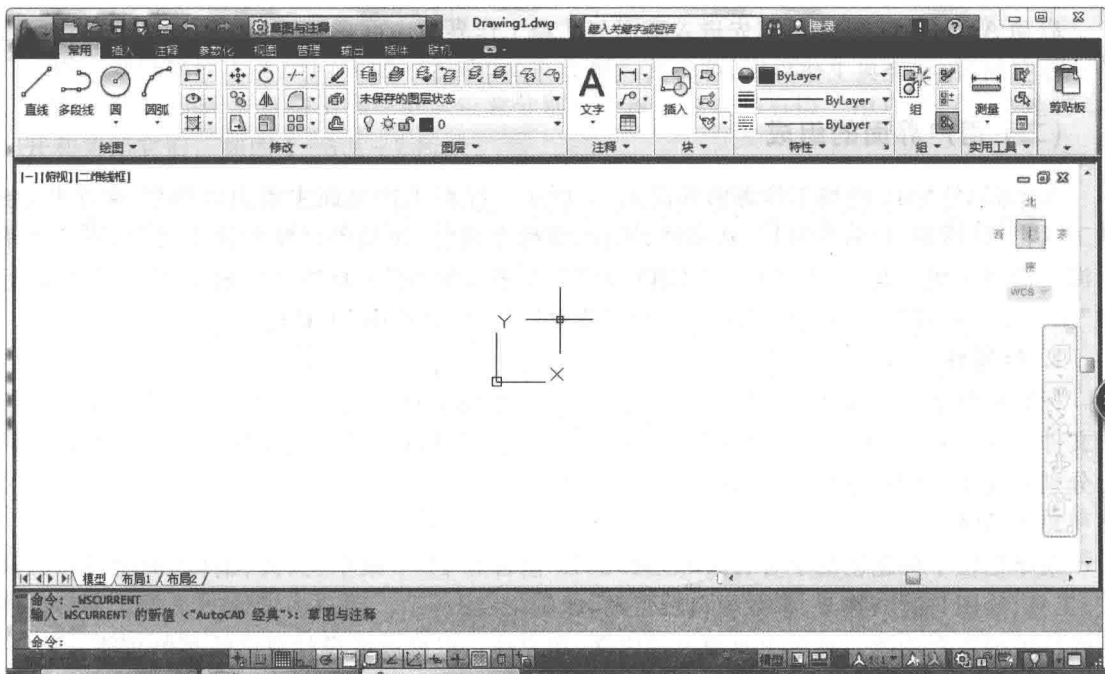 草图与注释
Drawing1.dwg
键入关键字或短语
登录
常用 插入 注释 参数化 视图 管理 输出 插件 联机
直线 多段线 圆 圆弧
未保存的图层状态
0
文字
插入
ByLayer
ByLayer
ByLayer
组
测量
剪贴板
绘图 修改 图层 注释 块 特性 组 实用工具
[-][俯视][二维线框]
北
WCS
Y
X
模型 布局1 布局2
命令: _WSCURRENT
输入 WSCURRENT 的新值 <"AutoCAD 经典">: 草图与注释
命令:
模型